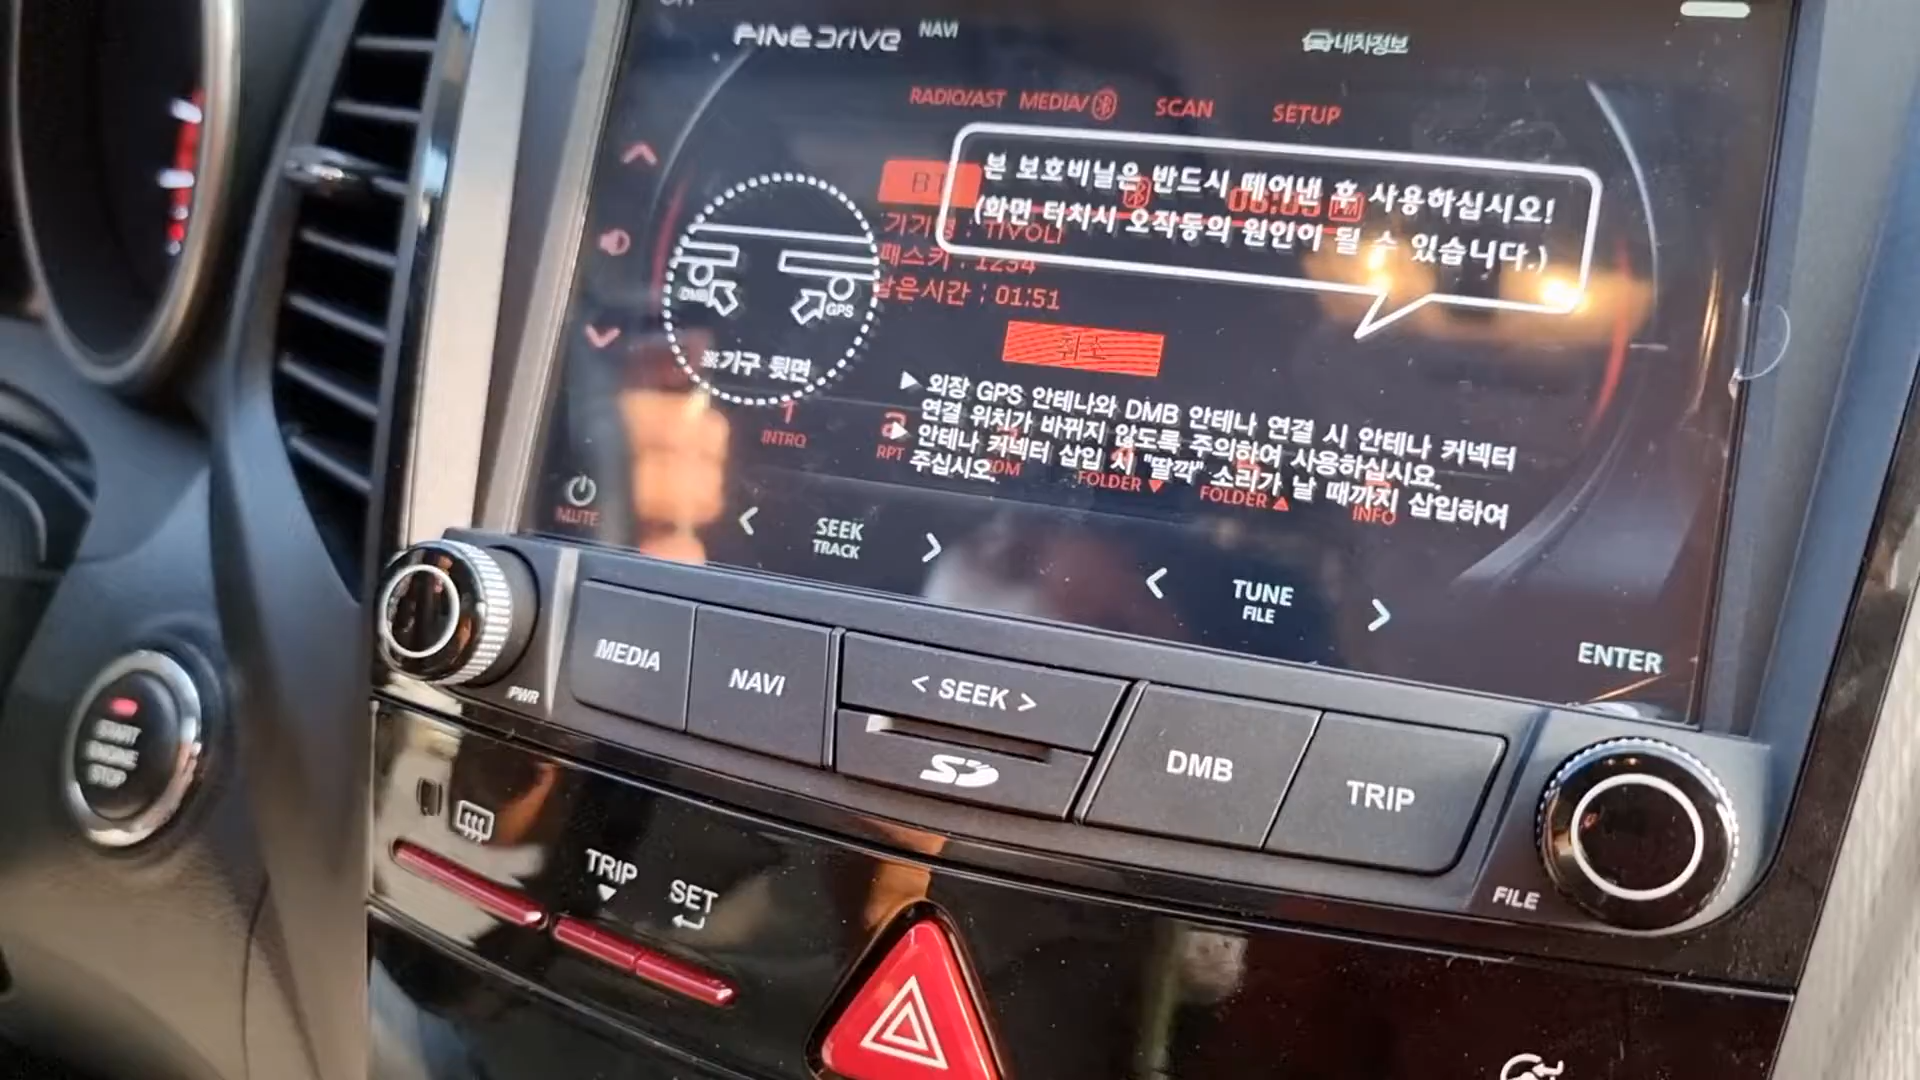 FINEDRIVE NAVI
내차정보
RADIO/AST MEDIA/ SCAN SETUP
본 보호비닐은 반드시 떼어낸 후 사용하십시오!
(화면 터치시 오작동의 원인이 될 수 있습니다.)
BT
: TIVOLI
패스키 : 1234
남은시간 : 01:51
취소
DMB
GPS
※기구 뒷면
▶ 외장 GPS 안테나와 DMB 안테나 연결 시 안테나 커넥터
연결 위치가 바뀌지 않도록 주의하여 사용하십시요.
▶ 안테나 커넥터 삽입 시 "딸깍" 소리가 날 때까지 삽입하여
주십시오.
1
INTRO
RPT
FOLDER ▼
FOLDER ▲
INFO
MUTE
< SEEK >
TRACK
< TUNE >
FILE
ENTER
PWR
MEDIA
NAVI
< SEEK >
SD
DMB
TRIP
FILE
START
ENGINE
STOP
TRIP
SET